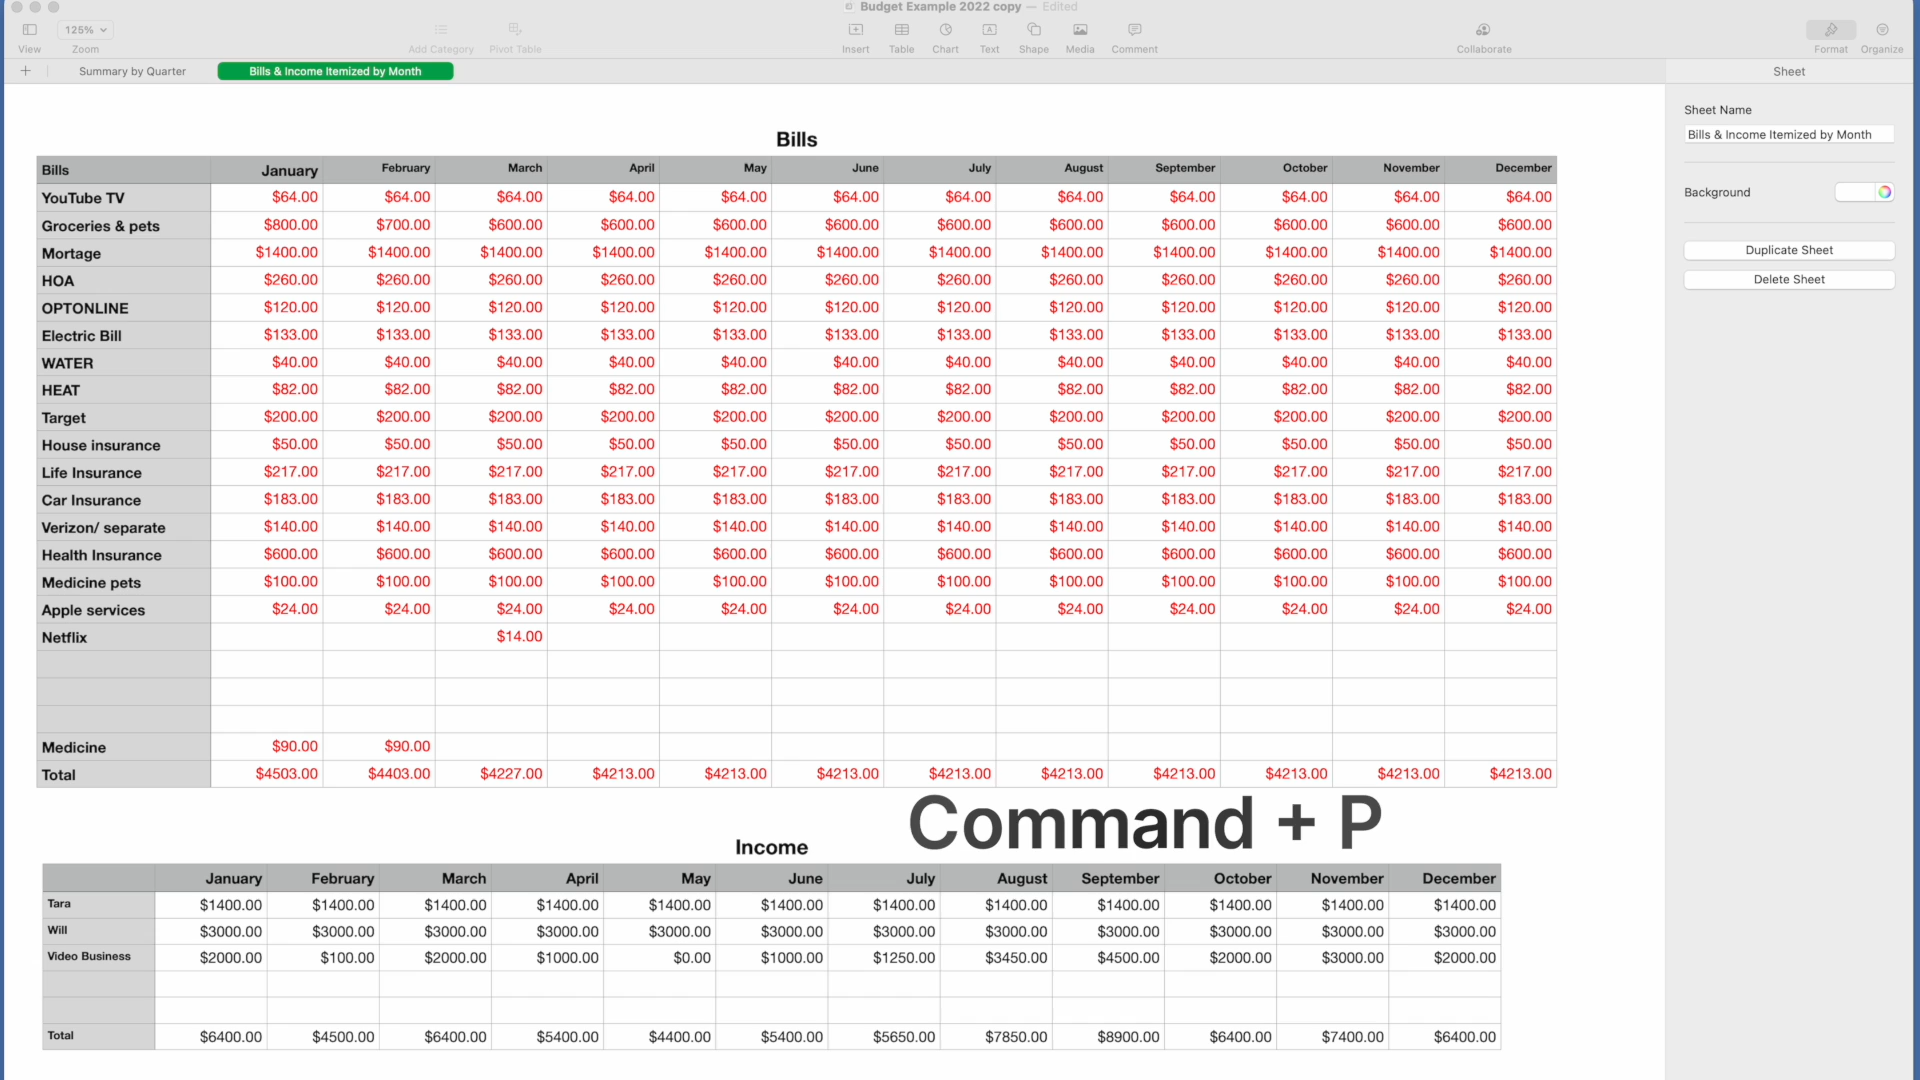 Budget Example 2022 copy — Edited
125%
View Zoom Add Category Pivot Table Insert Table Chart Text Shape Media Comment Collaborate Format Organize
Summary by Quarter Bills & Income Itemized by Month Sheet
Sheet Name
Bills & Income Itemized by Month
Background
Duplicate Sheet
Delete Sheet
Bills
Bills January February March April May June July August September October November December
YouTube TV $64.00 $64.00 $64.00 $64.00 $64.00 $64.00 $64.00 $64.00 $64.00 $64.00 $64.00 $64.00
Groceries & pets $800.00 $700.00 $600.00 $600.00 $600.00 $600.00 $600.00 $600.00 $600.00 $600.00 $600.00 $600.00
Mortage $1400.00 $1400.00 $1400.00 $1400.00 $1400.00 $1400.00 $1400.00 $1400.00 $1400.00 $1400.00 $1400.00 $1400.00
HOA $260.00 $260.00 $260.00 $260.00 $260.00 $260.00 $260.00 $260.00 $260.00 $260.00 $260.00 $260.00
OPTONLINE $120.00 $120.00 $120.00 $120.00 $120.00 $120.00 $120.00 $120.00 $120.00 $120.00 $120.00 $120.00
Electric Bill $133.00 $133.00 $133.00 $133.00 $133.00 $133.00 $133.00 $133.00 $133.00 $133.00 $133.00 $133.00
WATER $40.00 $40.00 $40.00 $40.00 $40.00 $40.00 $40.00 $40.00 $40.00 $40.00 $40.00 $40.00
HEAT $82.00 $82.00 $82.00 $82.00 $82.00 $82.00 $82.00 $82.00 $82.00 $82.00 $82.00 $82.00
Target $200.00 $200.00 $200.00 $200.00 $200.00 $200.00 $200.00 $200.00 $200.00 $200.00 $200.00 $200.00
House insurance $50.00 $50.00 $50.00 $50.00 $50.00 $50.00 $50.00 $50.00 $50.00 $50.00 $50.00 $50.00
Life Insurance $217.00 $217.00 $217.00 $217.00 $217.00 $217.00 $217.00 $217.00 $217.00 $217.00 $217.00 $217.00
Car Insurance $183.00 $183.00 $183.00 $183.00 $183.00 $183.00 $183.00 $183.00 $183.00 $183.00 $183.00 $183.00
Verizon/ separate $140.00 $140.00 $140.00 $140.00 $140.00 $140.00 $140.00 $140.00 $140.00 $140.00 $140.00 $140.00
Health Insurance $600.00 $600.00 $600.00 $600.00 $600.00 $600.00 $600.00 $600.00 $600.00 $600.00 $600.00 $600.00
Medicine pets $100.00 $100.00 $100.00 $100.00 $100.00 $100.00 $100.00 $100.00 $100.00 $100.00 $100.00 $100.00
Apple services $24.00 $24.00 $24.00 $24.00 $24.00 $24.00 $24.00 $24.00 $24.00 $24.00 $24.00 $24.00
Netflix $14.00
Medicine $90.00 $90.00
Total $4503.00 $4403.00 $4227.00 $4213.00 $4213.00 $4213.00 $4213.00 $4213.00 $4213.00 $4213.00 $4213.00 $4213.00
Command + P
Income
January February March April May June July August September October November December
Tara $1400.00 $1400.00 $1400.00 $1400.00 $1400.00 $1400.00 $1400.00 $1400.00 $1400.00 $1400.00 $1400.00 $1400.00
Will $3000.00 $3000.00 $3000.00 $3000.00 $3000.00 $3000.00 $3000.00 $3000.00 $3000.00 $3000.00 $3000.00 $3000.00
Video Business $2000.00 $100.00 $2000.00 $1000.00 $0.00 $1000.00 $1250.00 $3450.00 $4500.00 $2000.00 $3000.00 $2000.00
Total $6400.00 $4500.00 $6400.00 $5400.00 $4400.00 $5400.00 $5650.00 $7850.00 $8900.00 $6400.00 $7400.00 $6400.00